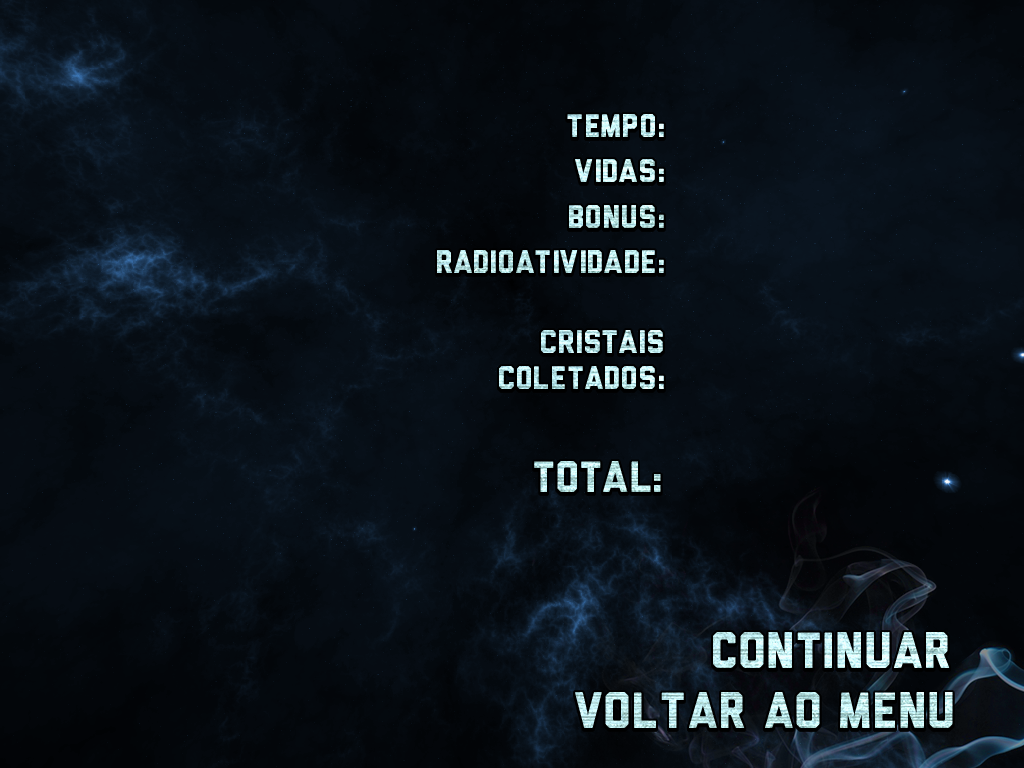 TEMPO:
VIDAS:
BONUS:
RADIOATIVIDADE:
CRISTAIS
COLETADOS:
TOTAL:
CONTINUAR
VOLTAR AO MENU